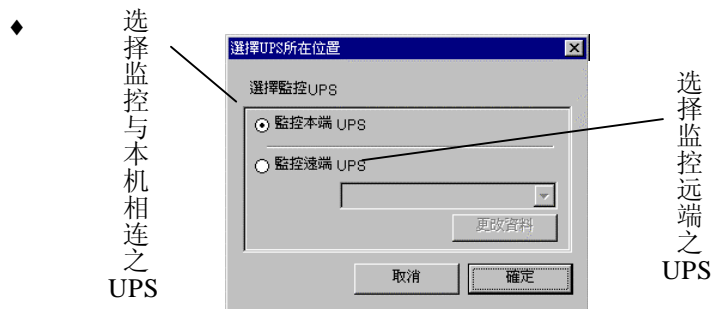 选择监控与本机相连之UPS
選擇UPS所在位置
選擇監控UPS
監控本端 UPS
監控遠端 UPS
更改資料
取消
確定
选择监控远端之UPS